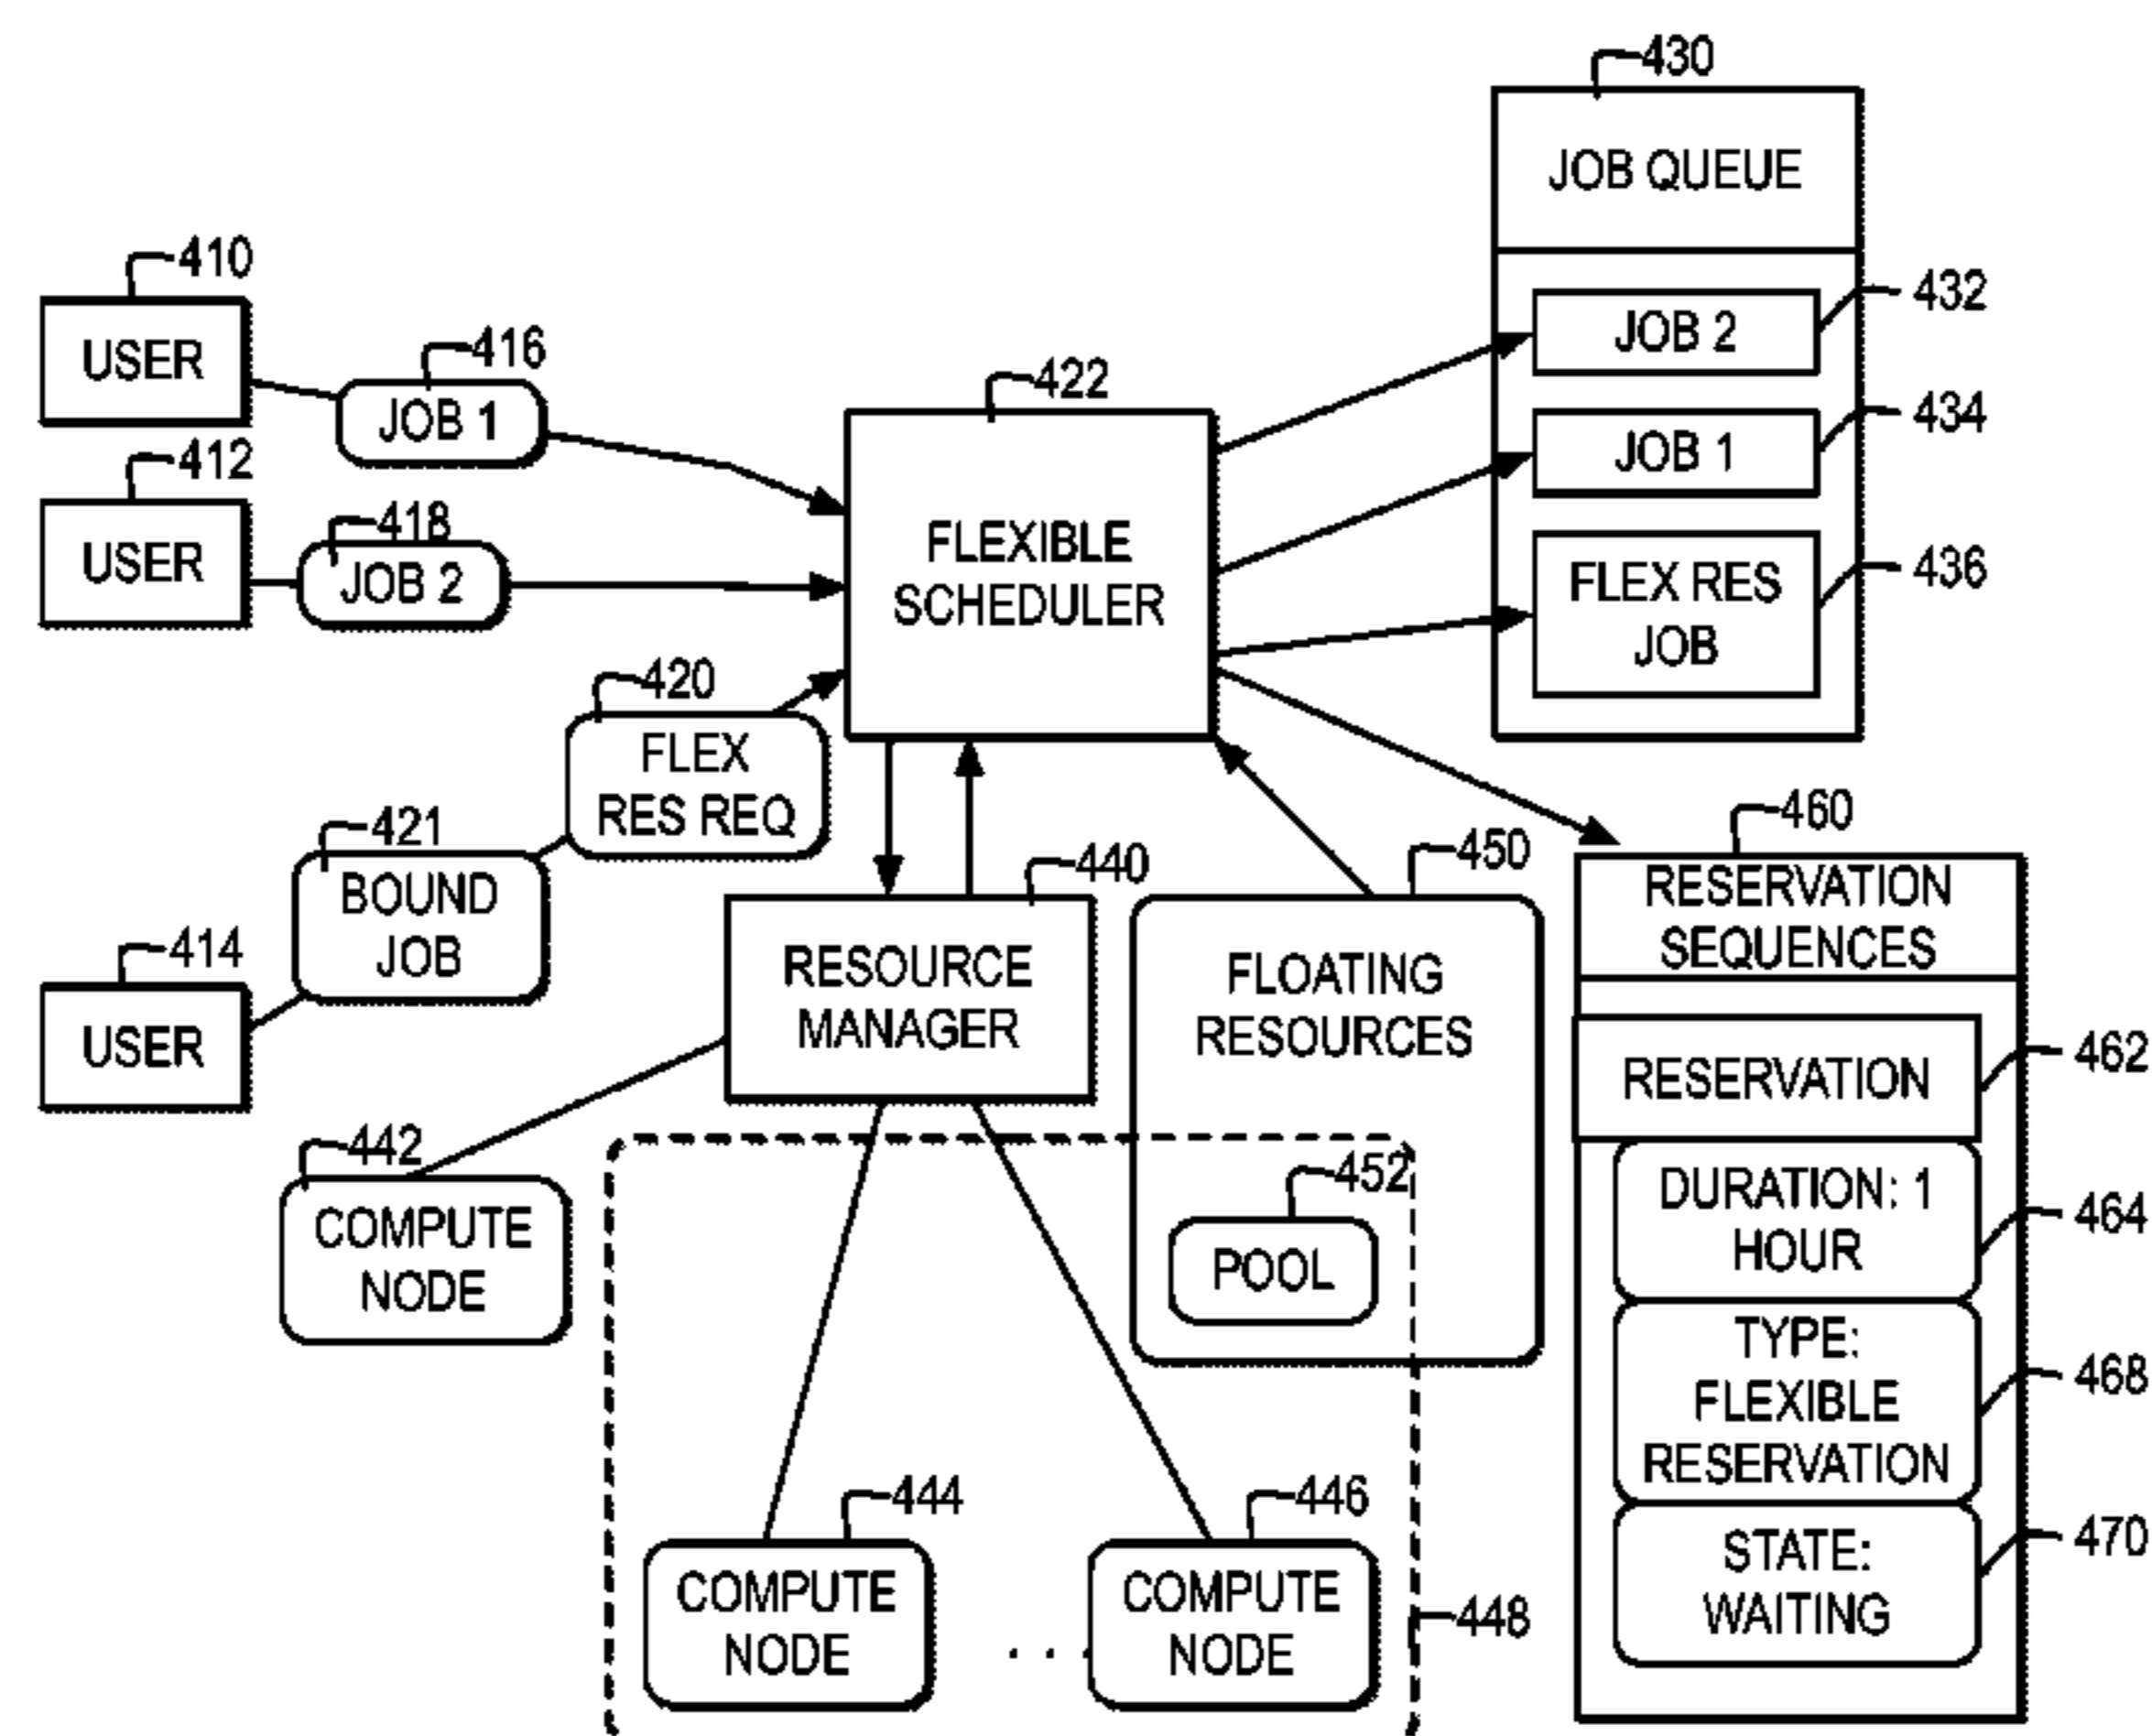 430
JOB QUEUE
410
432
USER
JOB 2
416
JOB 1
422
434
JOB 1
412
418
USER
JOB 2
FLEXIBLE
SCHEDULER
436
FLEX RES
JOB
420
FLEX
RES REQ
421
BOUND
JOB
440
450
460
RESERVATION
SEQUENCES
414
USER
RESOURCE
MANAGER
FLOATING
RESOURCES
462
RESERVATION
442
COMPUTE
NODE
452
POOL
464
DURATION: 1
HOUR
468
TYPE:
FLEXIBLE
RESERVATION
444
COMPUTE
NODE
. . .
446
COMPUTE
NODE
448
470
STATE:
WAITING